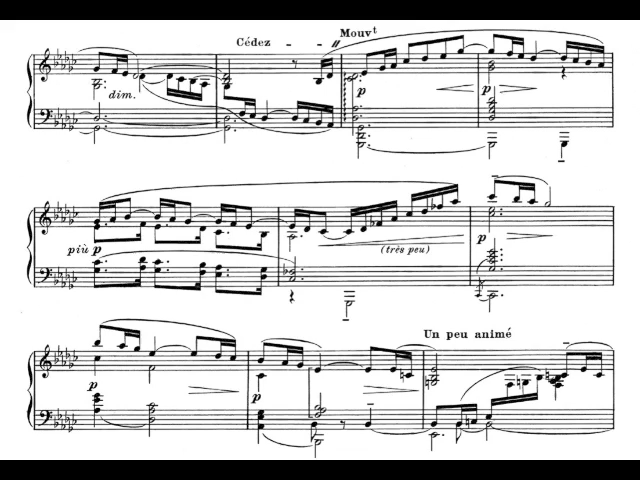 Cédez - - // Mouvt
dim.
p p
più p
(très peu)
p
Un peu animé
p p